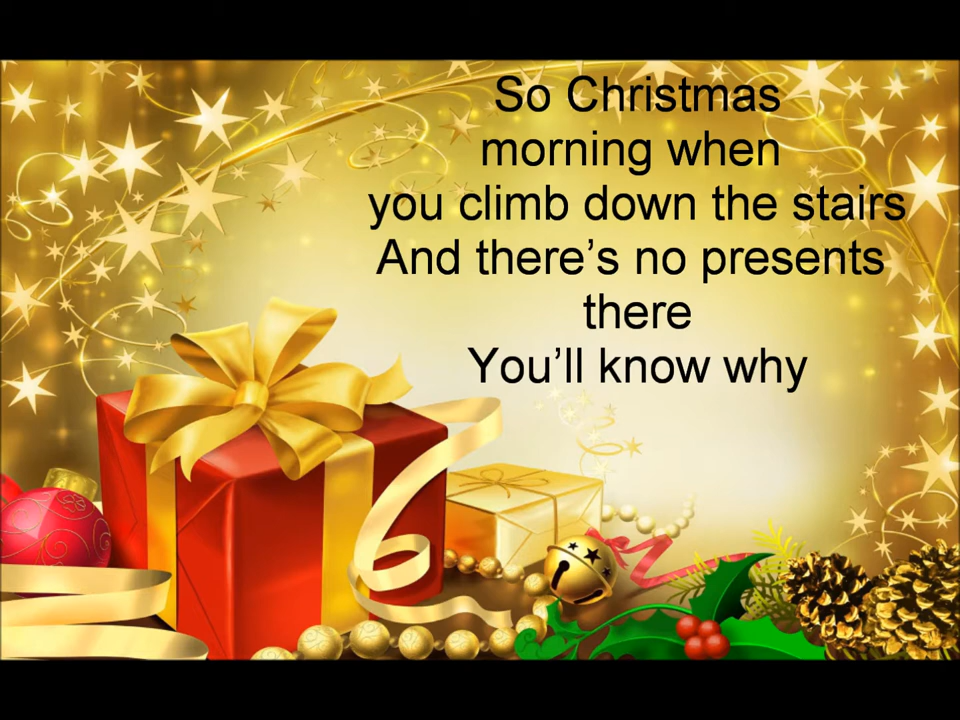 So Christmas
morning when
you climb down the stairs
And there’s no presents
there
You’ll know why